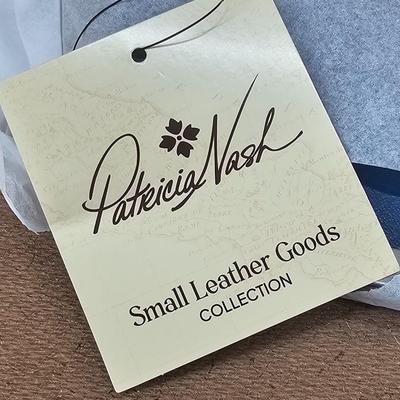 Patricia Nash
Small Leather Goods
COLLECTION